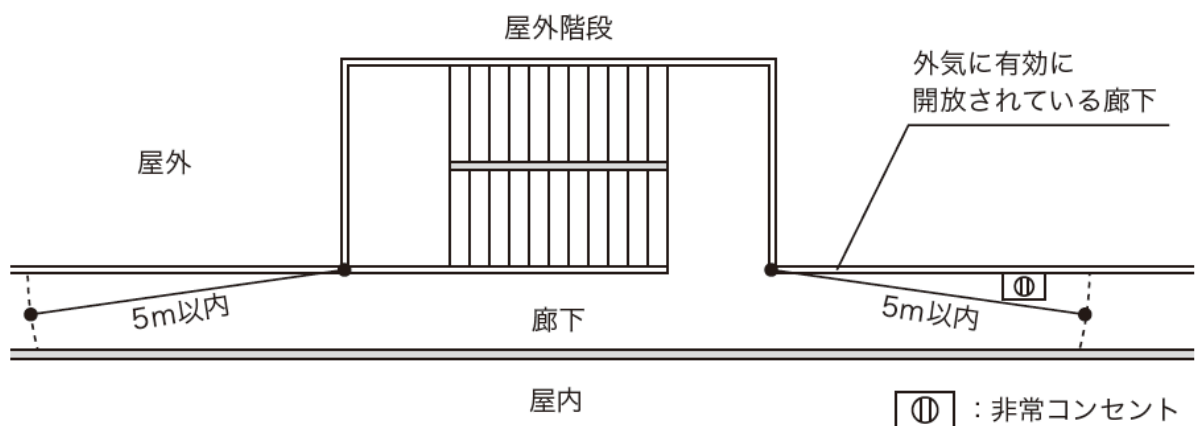 屋外階段
外気に有効に
開放されている廊下
屋外
5m以内
廊下
5m以内
屋内
：非常コンセント